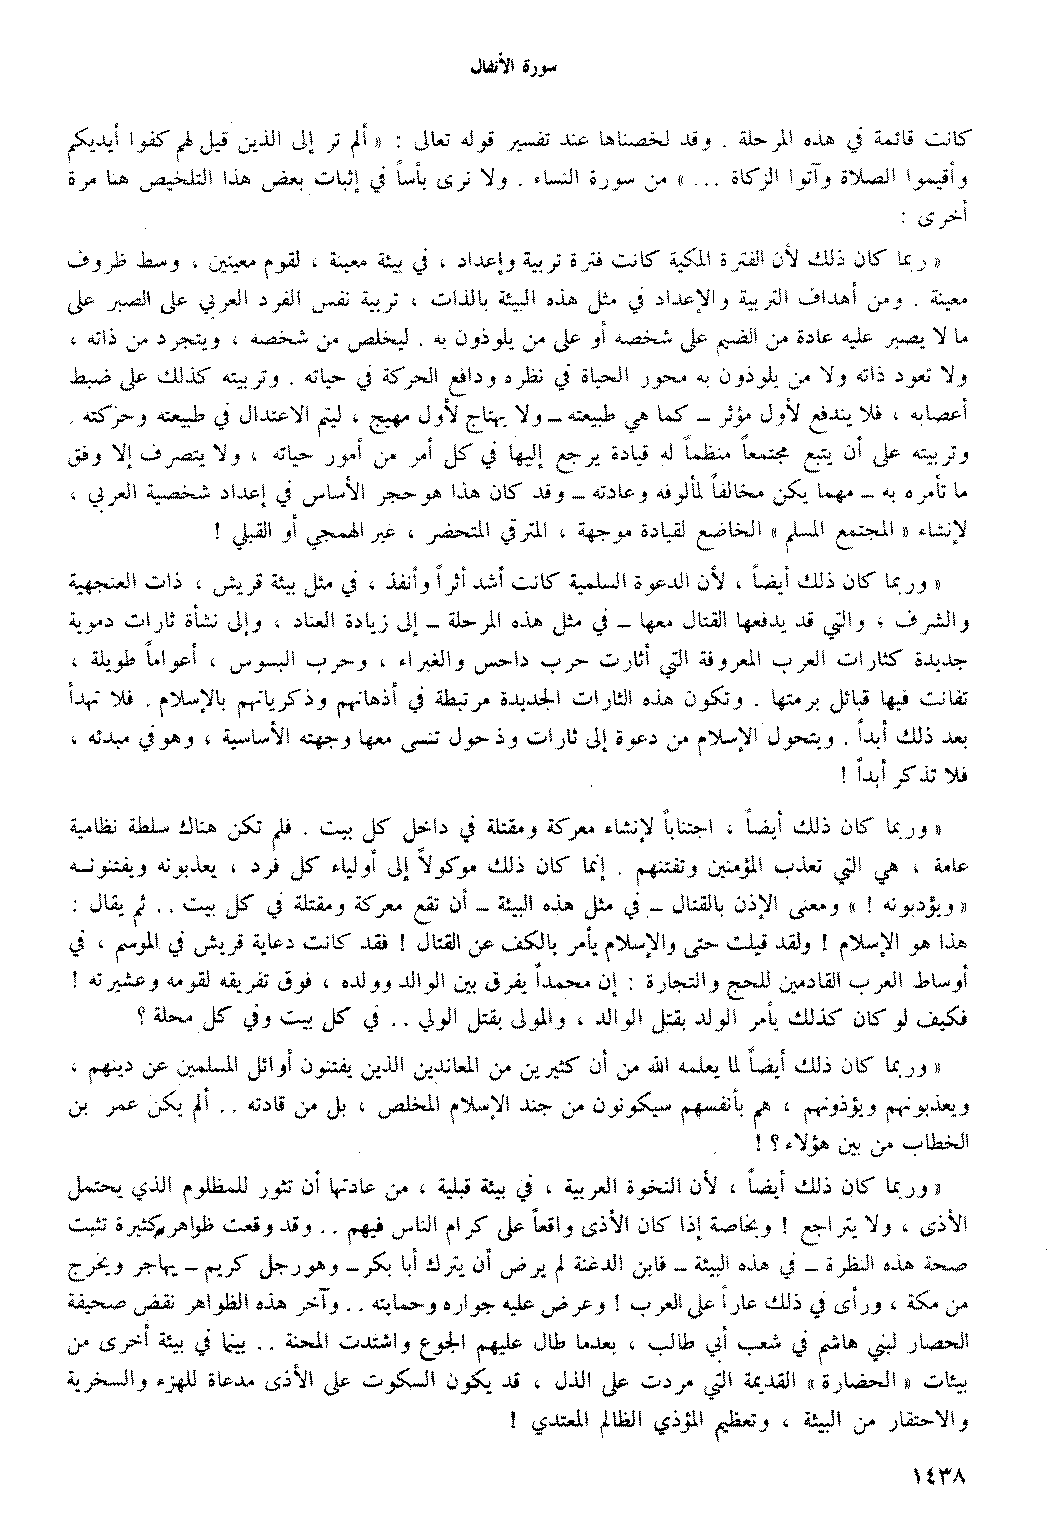 سورة الأنفال
كانت قائمة في هذه المرحلة . وقد لخصناها عند تفسير قوله تعالى : « ألم تر إلى الذين قيل لهم كفوا أيديكم
وأقيموا الصلاة وآتوا الزكاة ... » من سورة النساء . ولا نرى بأساً في إثبات بعض هذا التلخيص هنا مرة
أخرى :
« ربما كان ذلك لأن الفترة المكية كانت فترة تربية وإعداد ، في بيئة معينة ، لقوم معينين ، وسط ظروف
معينة . ومن أهداف التربية والإعداد في مثل هذه البيئة بالذات ، تربية نفس الفرد العربي على الصبر على
ما لا يصبر عليه عادة من الضيم على شخصه أو على من يلوذون به . ليخلص من شخصه ، ويتجرد من ذاته ،
ولا تعود ذاته ولا من يلوذون به محور الحياة في نظره ودافع الحركة في حياته . وتربيته كذلك على ضبط
أعصابه ، فلا يندفع لأول مؤثر – كما هي طبيعته – ولا يهتاج لأول مهيج ، ليتم الاعتدال في طبيعته وحركته .
وتربيته على أن يتبع مجتمعاً منظماً له قيادة يرجع إليها في كل أمر من أمور حياته ، ولا يتصرف إلا وفق
ما تأمره به – مهما يكن مخالفاً لمألوفه وعادته – وقد كان هذا هو حجر الأساس في إعداد شخصية العربي ،
لإنشاء « المجتمع المسلم » الخاضع لقيادة موجهة ، المترقي المتحضر ، غير الهمجي أو القبلي !
« وربما كان ذلك أيضاً ، لأن الدعوة السلمية كانت أشد أثراً وأنفذ ، في مثل بيئة قريش ، ذات العنجهية
والشرف ، والتي قد يدفعها القتال معها – في مثل هذه المرحلة – إلى زيادة العناد ، وإلى نشأة ثارات دموية
جديدة كثارات العرب المعروفة التي أثارت حرب داحس والغبراء ، وحرب البسوس ، أعواماً طويلة ،
تفانت فيها قبائل برمتها . وتكون هذه الثارات الجديدة مرتبطة في أذهانهم وذكرياتهم بالإسلام . فلا تهدأ
بعد ذلك أبداً . ويتحول الإسلام من دعوة إلى ثارات وذحول تنسى معها وجهته الأساسية ، وهو في مبدئه ،
فلا تذكر أبداً !
« وربما كان ذلك أيضاً ، اجتناباً لإنشاء معركة ومقتلة في داخل كل بيت . فلم تكن هناك سلطة نظامية
عامة ، هي التي تعذب المؤمنين وتفتنهم . إنما كان ذلك موكولاً إلى أولياء كل فرد ، يعذبونه ويفتنونــه
« ويؤدبونه ! » ومعنى الإذن بالقتال – في مثل هذه البيئة – أن تقع معركة ومقتلة في كل بيت .. ثم يقال :
هذا هو الإسلام ! ولقد قيلت حتى والإسلام يأمر بالكف عن القتال ! فقد كانت دعاية قريش في الموسم ، في
أوساط العرب القادمين للحج والتجارة : إن محمداً يفرق بين الوالد وولده ، فوق تفريقه لقومه وعشيرته !
فكيف لو كان كذلك يأمر الولد بقتل الوالد ، والمولى بقتل الولي .. في كل بيت وفي كل محلة ؟
« وربما كان ذلك أيضاً لما يعلمه الله من أن كثيرين من المعاندين الذين يفتنون أوائل المسلمين عن دينهم ،
ويعذبونهم ويؤذونهم ، هم بأنفسهم سيكونون من جند الإسلام المخلص ، بل من قادته .. ألم يكن عمر بن
الخطاب من بين هؤلاء ؟ !
« وربما كان ذلك أيضاً ، لأن النخوة العربية ، في بيئة قبلية ، من عادتها أن تثور للمظلوم الذي يحتمل
الأذى ، ولا يتراجع ! وبخاصة إذا كان الأذى واقعاً على كرام الناس فيهم .. وقد وقعت ظواهر كثيرة تثبت
صحة هذه النظرة – في هذه البيئة – فابن الدغنة لم يرض أن يترك أبا بكر – وهو رجل كريم – يهاجر ويخرج
من مكة ، ورأى في ذلك عاراً على العرب ! وعرض عليه جواره وحمايته .. وآخر هذه الظواهر نقض صحيفة
الحصار لبني هاشم في شعب أبي طالب ، بعدما طال عليهم الجوع واشتدت المحنة .. بينما في بيئة أخرى من
بيئات « الحضارة » القديمة التي مردت على الذل ، قد يكون السكوت على الأذى مدعاة للهزء والسخرية
والاحتقار من البيئة ، وتعظيم المؤذي الظالم المعتدي !
١٤٣٨